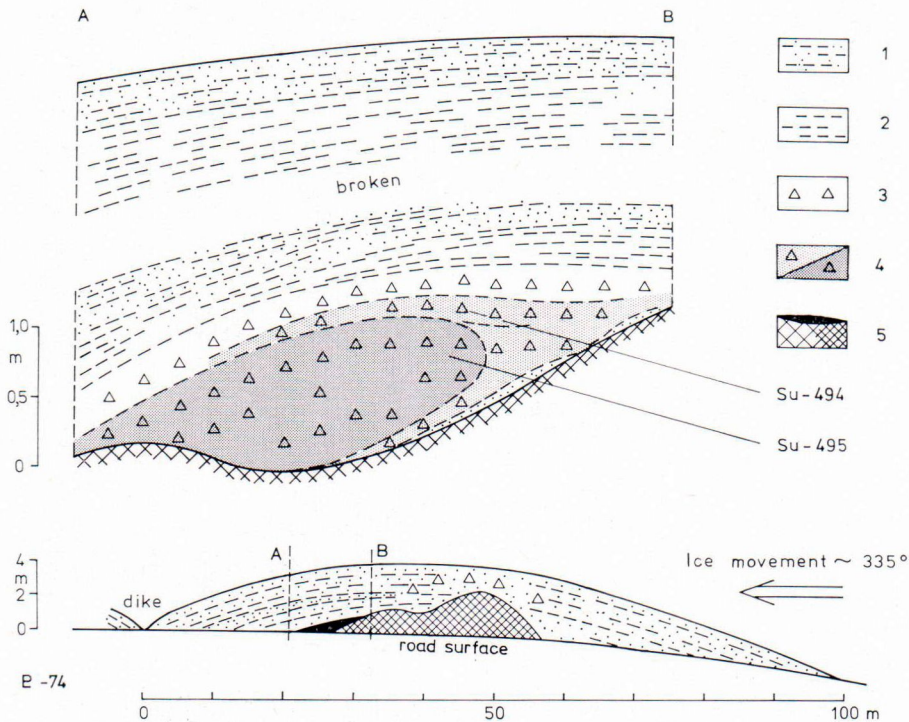 A B
1
2
3
4
5
broken
1,0
m
0,5
0
Su-494
Su-495
A B
4
m
2
0
dike
Ice movement ~ 335°
road surface
-74
0 50 100 m